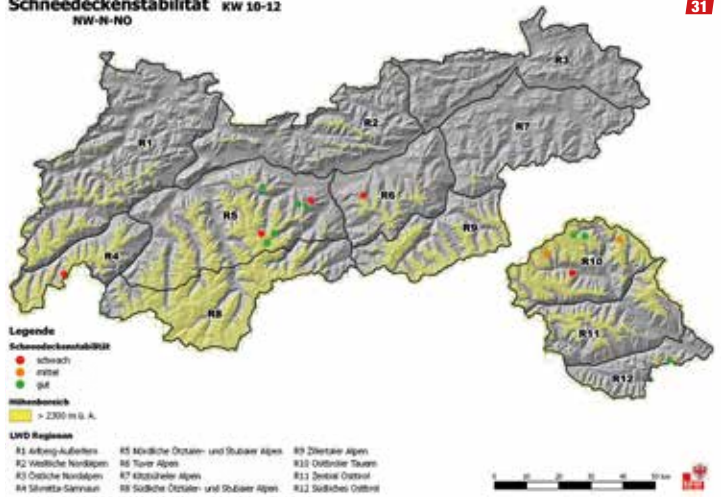 Schneedeckenstabilität KW 10-12
NW-N-NO
31
R3
R2
R7
R1
R6
R5
R9
R4
R10
R8
R11
R12
Legende
Schneedeckenstabilität
schwach
mittel
gut
Höhenbereich
> 2300 m ü. A.
LWD Regionen
R1 Arlberg-Außerfern
R2 Westliche Nordalpen
R3 Östliche Nordalpen
R4 Silvretta-Samnaun
R5 Nördliche Ötztaler- und Stubaier Alpen
R6 Tuxer Alpen
R7 Kitzbüheler Alpen
R8 Südliche Ötztaler- und Stubaier Alpen
R9 Zillertaler Alpen
R10 Osttiroler Tauern
R11 Zentral Osttirol
R12 Südliches Osttirol
0 10 20 30 40 50 km